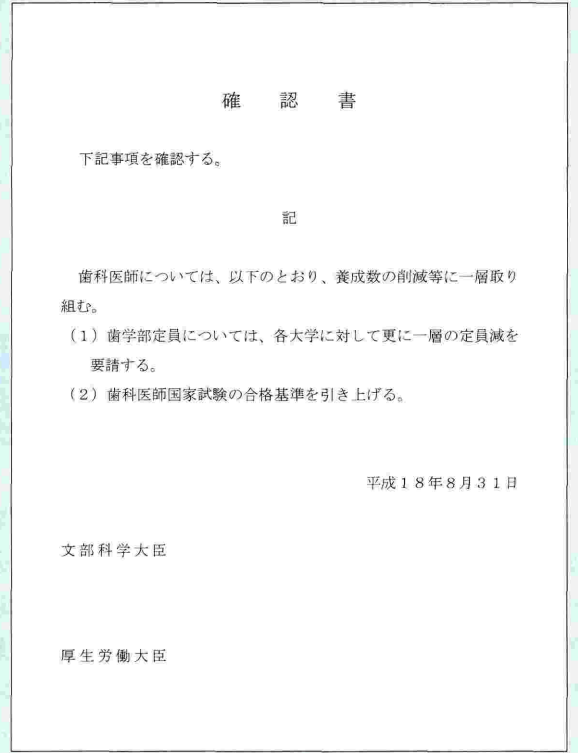 確　認　書
下記事項を確認する。
記
歯科医師については、以下のとおり、養成数の削減等に一層取り
組む。
（１）歯学部定員については、各大学に対して更に一層の定員減を
要請する。
（２）歯科医師国家試験の合格基準を引き上げる。
平成１８年８月３１日
文部科学大臣
厚生労働大臣